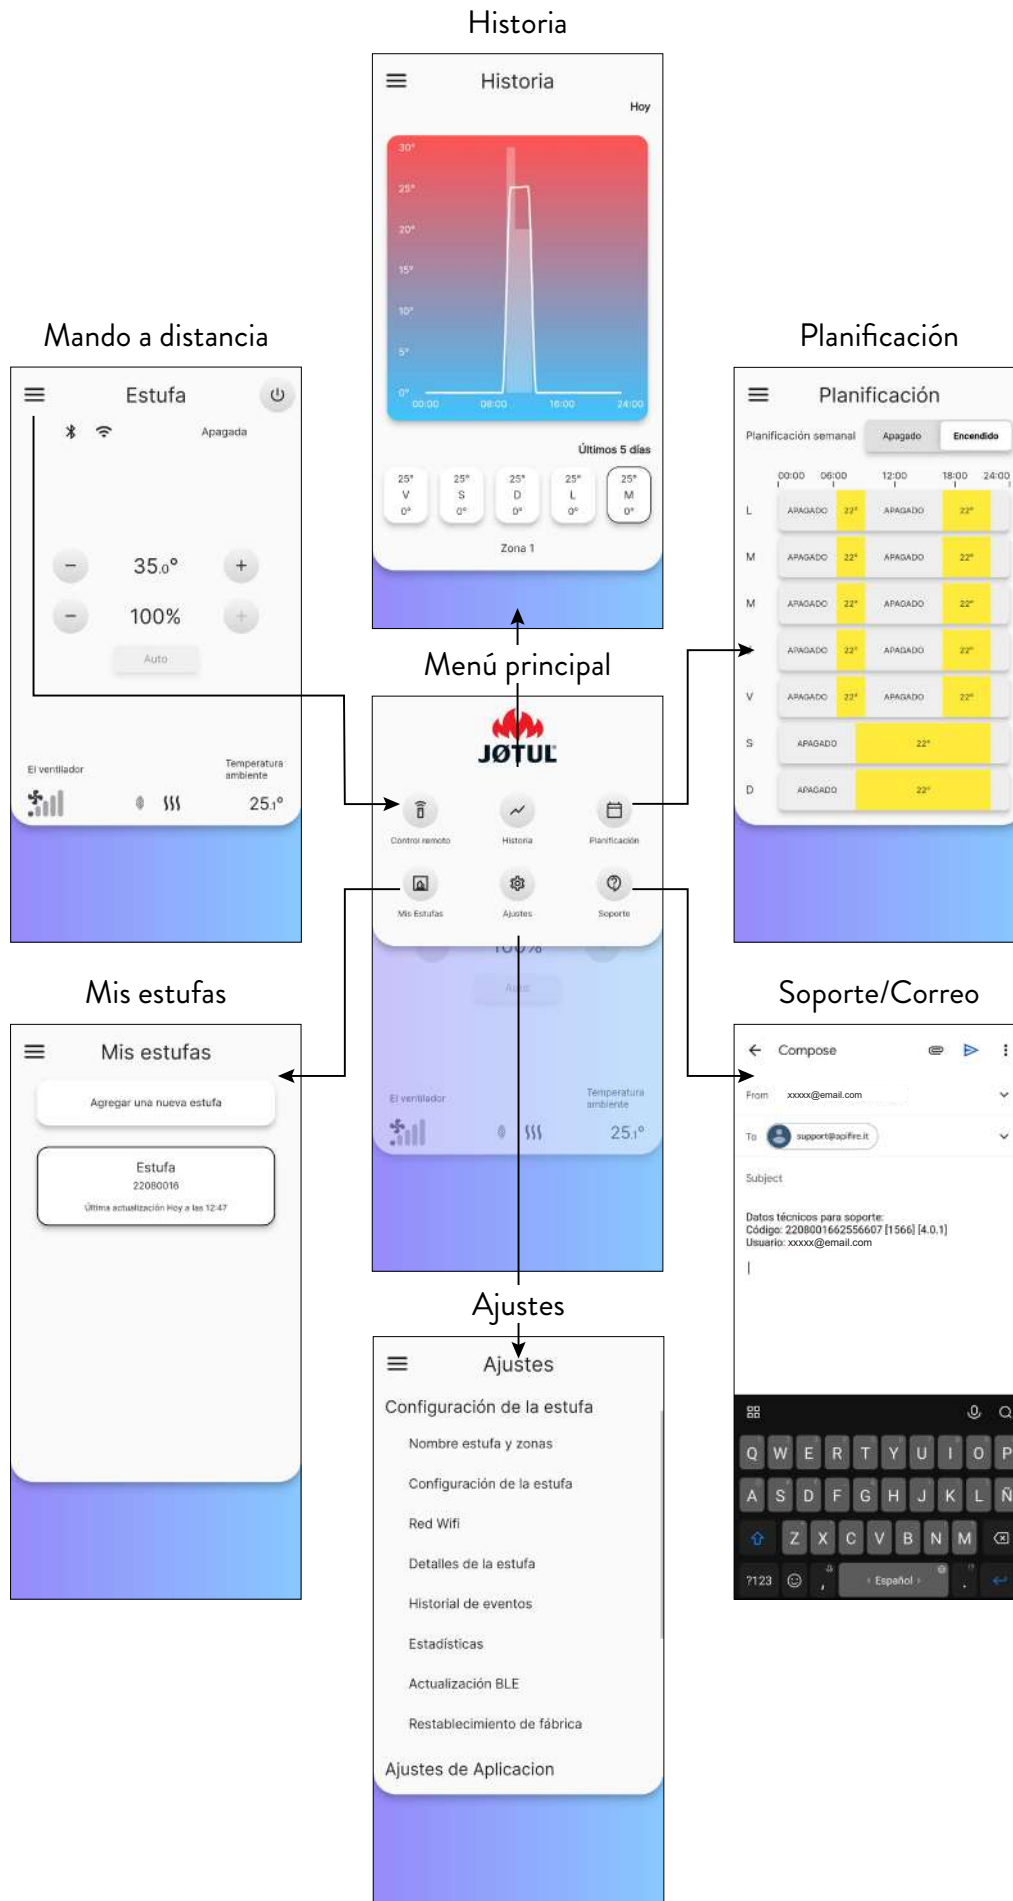 Historia
Historia
Hoy
30°
25°
20°
15°
10°
5°
0°
00:00 08:00 16:00 24:00
Últimos 5 días
25° 25° 25° 25° 25°
V S D L M
0° 0° 0° 0° 0°
Zona 1
Mando a distancia
Estufa
Apagada
− 35.0° +
− 100% +
Auto
El ventilador
Temperatura
ambiente
25.1°
Planificación
Planificación
Planificación semanal Apagado Encendido
00:00 06:00 12:00 18:00 24:00
L APAGADO 22° APAGADO 22°
M APAGADO 22° APAGADO 22°
M APAGADO 22° APAGADO 22°
APAGADO 22° APAGADO 22°
V APAGADO 22° APAGADO 22°
S APAGADO 22°
D APAGADO 22°
Menú principal
JØTUL
Control remoto Historia Planificación
Mis Estufas Ajustes Soporte
100%
Auto
El ventilador
Temperatura
ambiente
25.1°
Mis estufas
Mis estufas
Agregar una nueva estufa
Estufa
22080016
Última actualización Hoy a las 12:47
Soporte/Correo
Compose
From xxxxx@email.com
To support@apifire.it
Subject
Datos técnicos para soporte:
Código: 2208001662556607 [1566] [4.0.1]
Usuario: xxxxx@email.com
Q W E R T Y U I O P
A S D F G H J K L Ñ
Z X C V B N M
?123 , Español .
Ajustes
Ajustes
Configuración de la estufa
Nombre estufa y zonas
Configuración de la estufa
Red Wifi
Detalles de la estufa
Historial de eventos
Estadísticas
Actualización BLE
Restablecimiento de fábrica
Ajustes de Aplicacion